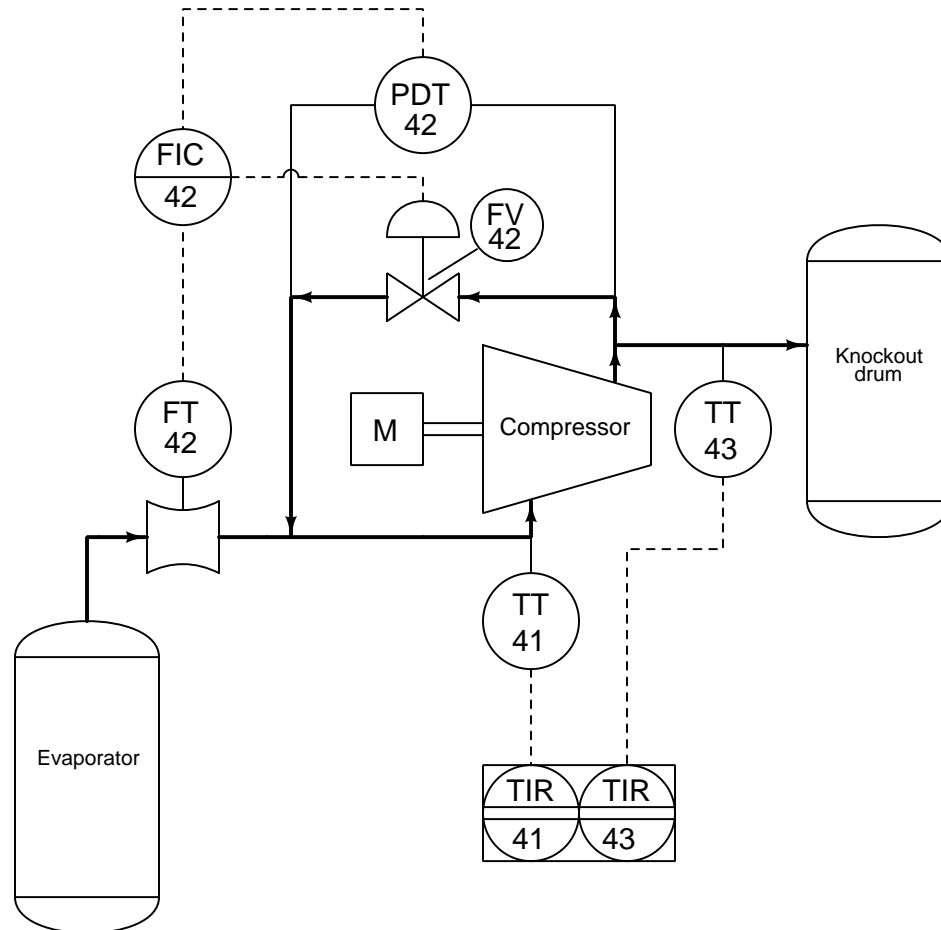 PDT
42
FIC
42
FV
42
Knockout
drum
FT
42
M
Compressor
TT
43
TT
41
Evaporator
TIR
41
TIR
43